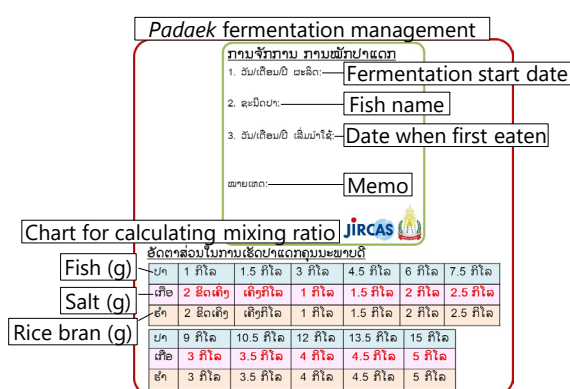 Padaek fermentation management
ການຈັກການ ການໝັກປາແດກ
1. ວັນ/ເດືອນ/ປີ ຜະລິດ: Fermentation start date
2. ຊະນິດປາ: Fish name
3. ວັນ/ເດືອນ/ປີ ເລີ່ມນຳໃຊ້: Date when first eaten
ໝາຍເຫດ: Memo
JIRCAS
Chart for calculating mixing ratio
ອັດຕາສ່ວນໃນການເຮັດປາແດກຄຸນນະພາບດີ
Fish (g) ປາ 1 ກິໂລ 1.5 ກິໂລ 3 ກິໂລ 4.5 ກິໂລ 6 ກິໂລ 7.5 ກິໂລ
Salt (g) ເກືອ 2 ຂິດເຄິ່ງ ເຄິ່ງກິໂລ 1 ກິໂລ 1.5 ກິໂລ 2 ກິໂລ 2.5 ກິໂລ
Rice bran (g) ຮຳ 2 ຂິດເຄິ່ງ ເຄິ່ງກິໂລ 1 ກິໂລ 1.5 ກິໂລ 2 ກິໂລ 2.5 ກິໂລ
ປາ 9 ກິໂລ 10.5 ກິໂລ 12 ກິໂລ 13.5 ກິໂລ 15 ກິໂລ
ເກືອ 3 ກິໂລ 3.5 ກິໂລ 4 ກິໂລ 4.5 ກິໂລ 5 ກິໂລ
ຮຳ 3 ກິໂລ 3.5 ກິໂລ 4 ກິໂລ 4.5 ກິໂລ 5 ກິໂລ